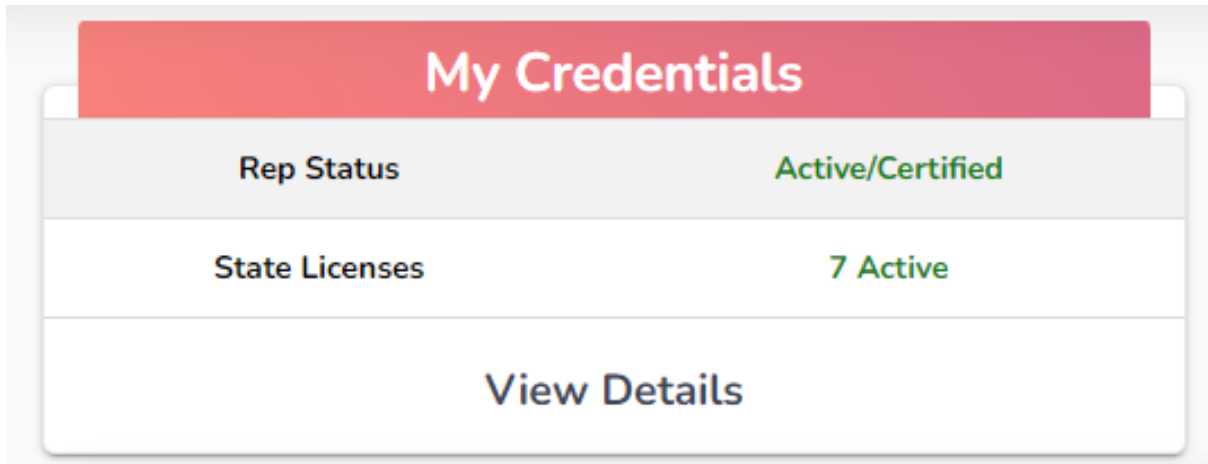 My Credentials
Rep Status Active/Certified
State Licenses 7 Active
View Details